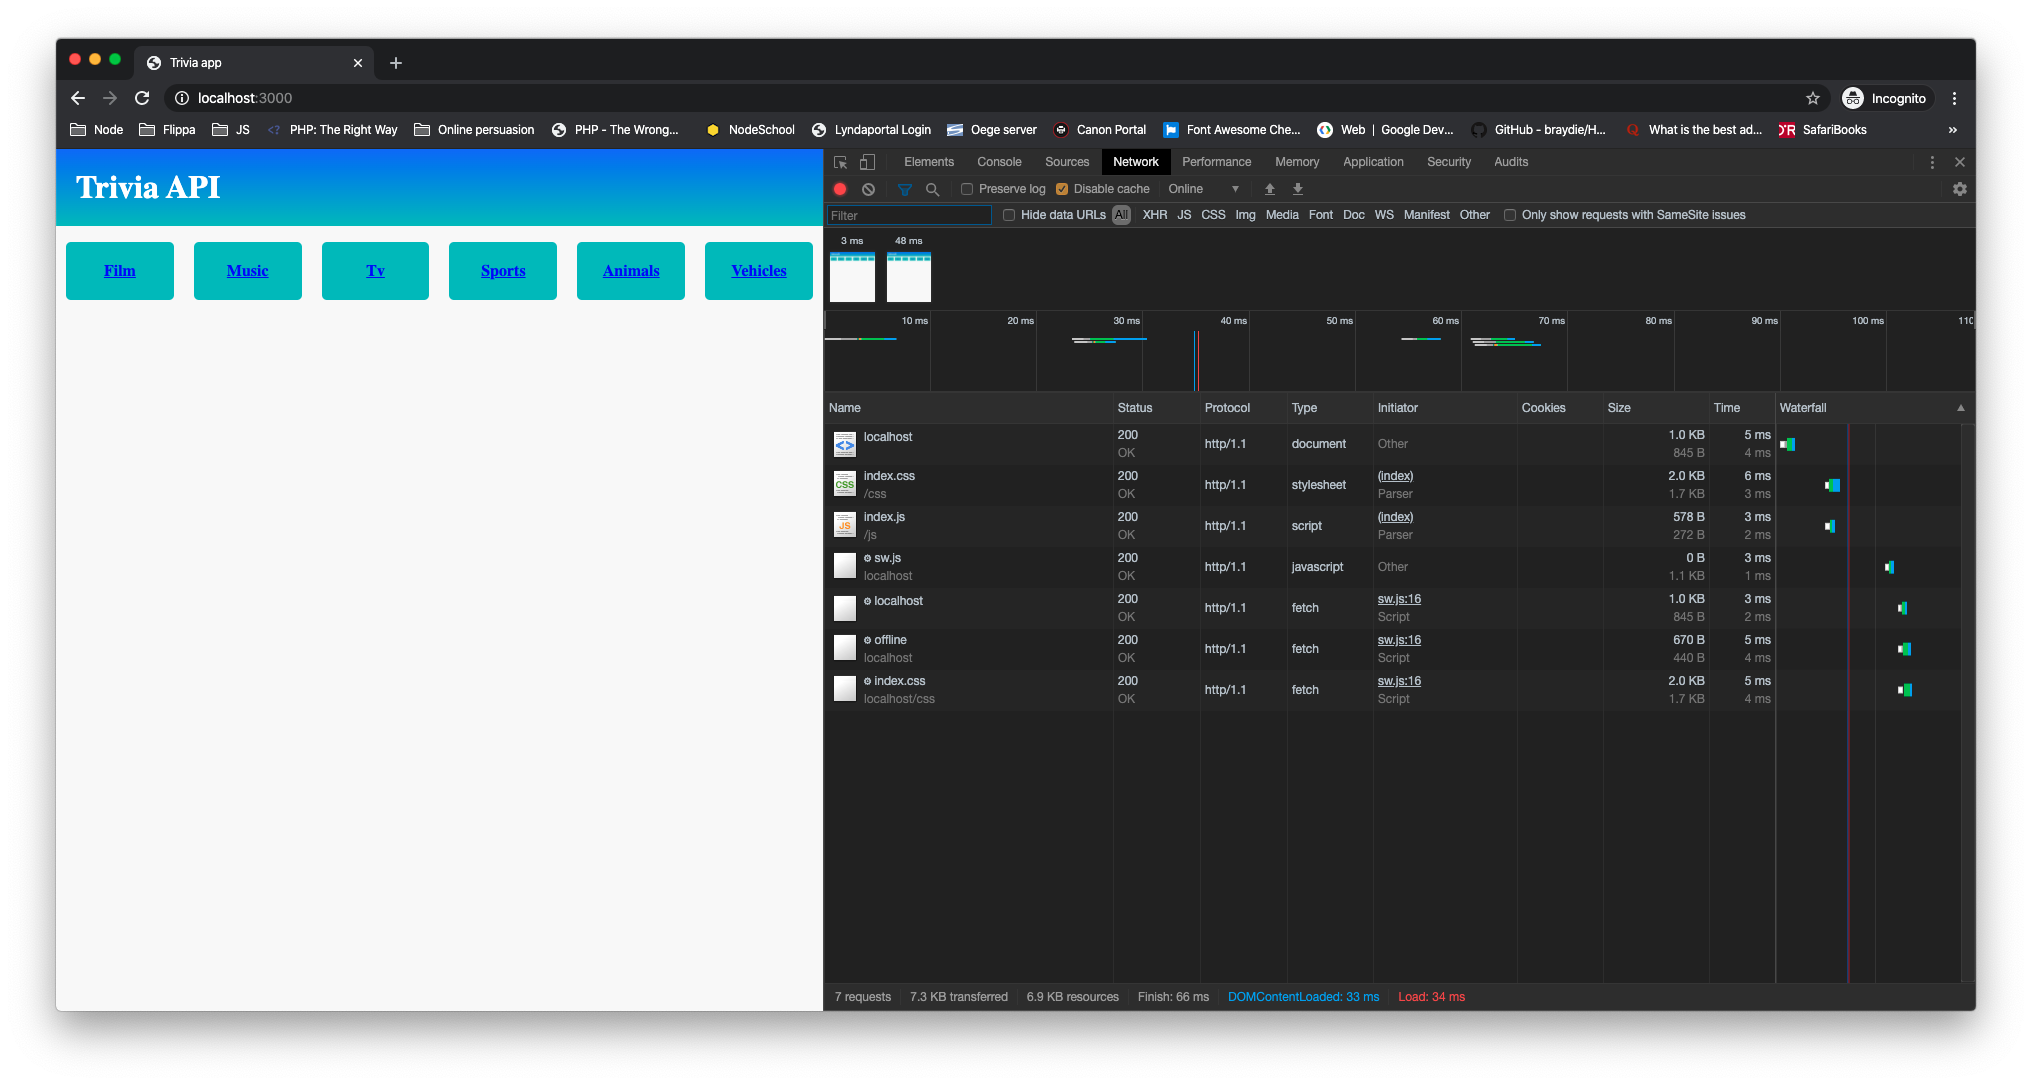 Trivia app
localhost:3000
Incognito
Node Flippa JS PHP: The Right Way Online persuasion PHP - The Wrong... NodeSchool Lyndaportal Login Oege server Canon Portal Font Awesome Che... Web | Google Dev... GitHub - braydie/H... What is the best ad... SafariBooks »
Trivia API
Film Music Tv Sports Animals Vehicles
Elements Console Sources Network Performance Memory Application Security Audits
Preserve log Disable cache Online
Filter Hide data URLs All XHR JS CSS Img Media Font Doc WS Manifest Other Only show requests with SameSite issues
3 ms 48 ms
10 ms 20 ms 30 ms 40 ms 50 ms 60 ms 70 ms 80 ms 90 ms 100 ms 110
Name Status Protocol Type Initiator Cookies Size Time Waterfall
localhost 200 http/1.1 document Other 1.0 KB 5 ms
OK 845 B 4 ms
index.css 200 http/1.1 stylesheet (index) 2.0 KB 6 ms
/css OK Parser 1.7 KB 3 ms
index.js 200 http/1.1 script (index) 578 B 3 ms
/js OK Parser 272 B 2 ms
sw.js 200 http/1.1 javascript Other 0 B 3 ms
localhost OK 1.1 KB 1 ms
localhost 200 http/1.1 fetch sw.js:16 1.0 KB 3 ms
OK Script 845 B 2 ms
offline 200 http/1.1 fetch sw.js:16 670 B 5 ms
localhost OK Script 440 B 4 ms
index.css 200 http/1.1 fetch sw.js:16 2.0 KB 5 ms
localhost/css OK Script 1.7 KB 4 ms
7 requests 7.3 KB transferred 6.9 KB resources Finish: 66 ms DOMContentLoaded: 33 ms Load: 34 ms